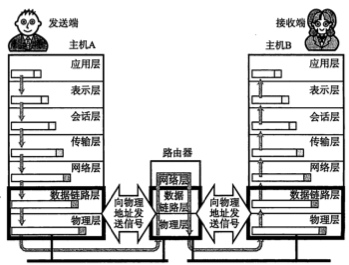 发送端
接收端
主机A
主机B
应用层
表示层
会话层
传输层
网络层
数据链路层
物理层
路由器
网络层
数据
链路层
物理层
向物理
地址发
送信号
向物理
地址发
送信号
应用层
表示层
会话层
传输层
网络层
数据链路层
物理层